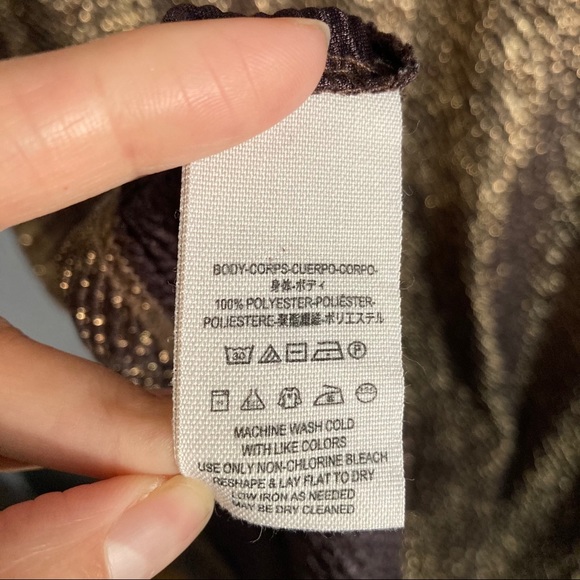 BODY-CORPS-CUERPO-CORPO-
身体-ボディ
100% POLYESTER-POLIÉSTER-
POLIESTERE-聚脂纖維-ポリエステル
30 P
MACHINE WASH COLD
WITH LIKE COLORS
USE ONLY NON-CHLORINE BLEACH
RESHAPE & LAY FLAT TO DRY
LOW IRON AS NEEDED
MAY BE DRY CLEANED